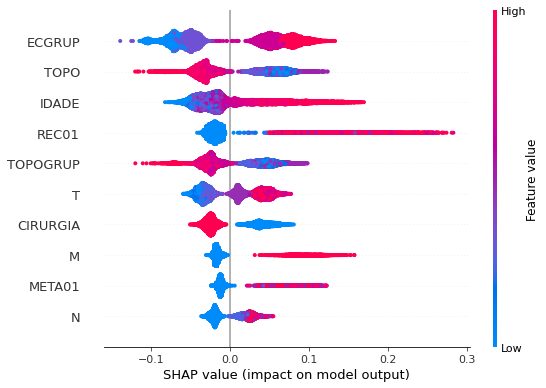 High
ECGRUP
TOPO
IDADE
REC01
TOPOGRUP
T
CIRURGIA
M
META01
N
Feature value
Low
−0.1 0.0 0.1 0.2 0.3
SHAP value (impact on model output)